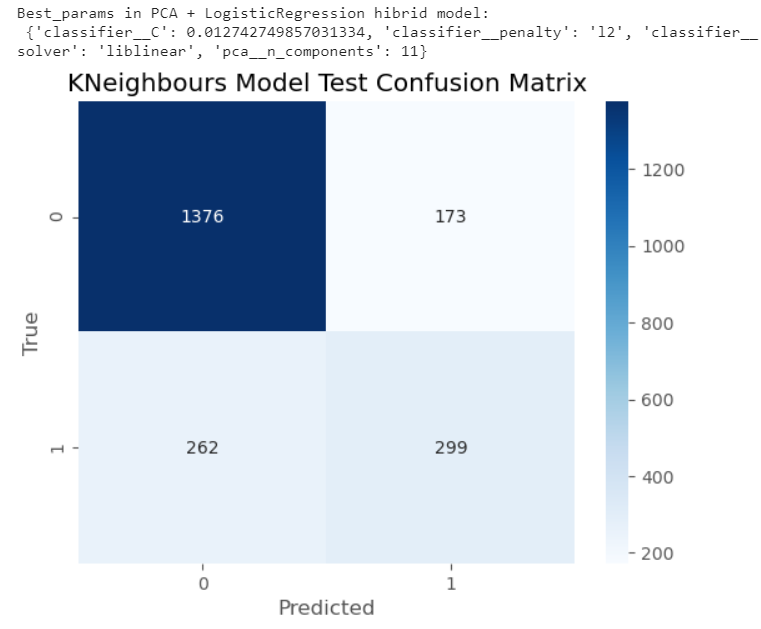 Best_params in PCA + LogisticRegression hibrid model:
{'classifier__C': 0.012742749857031334, 'classifier__penalty': 'l2', 'classifier__
solver': 'liblinear', 'pca__n_components': 11}
KNeighbours Model Test Confusion Matrix
1376
173
262
299
0
1
True
0
1
Predicted
1200
1000
800
600
400
200